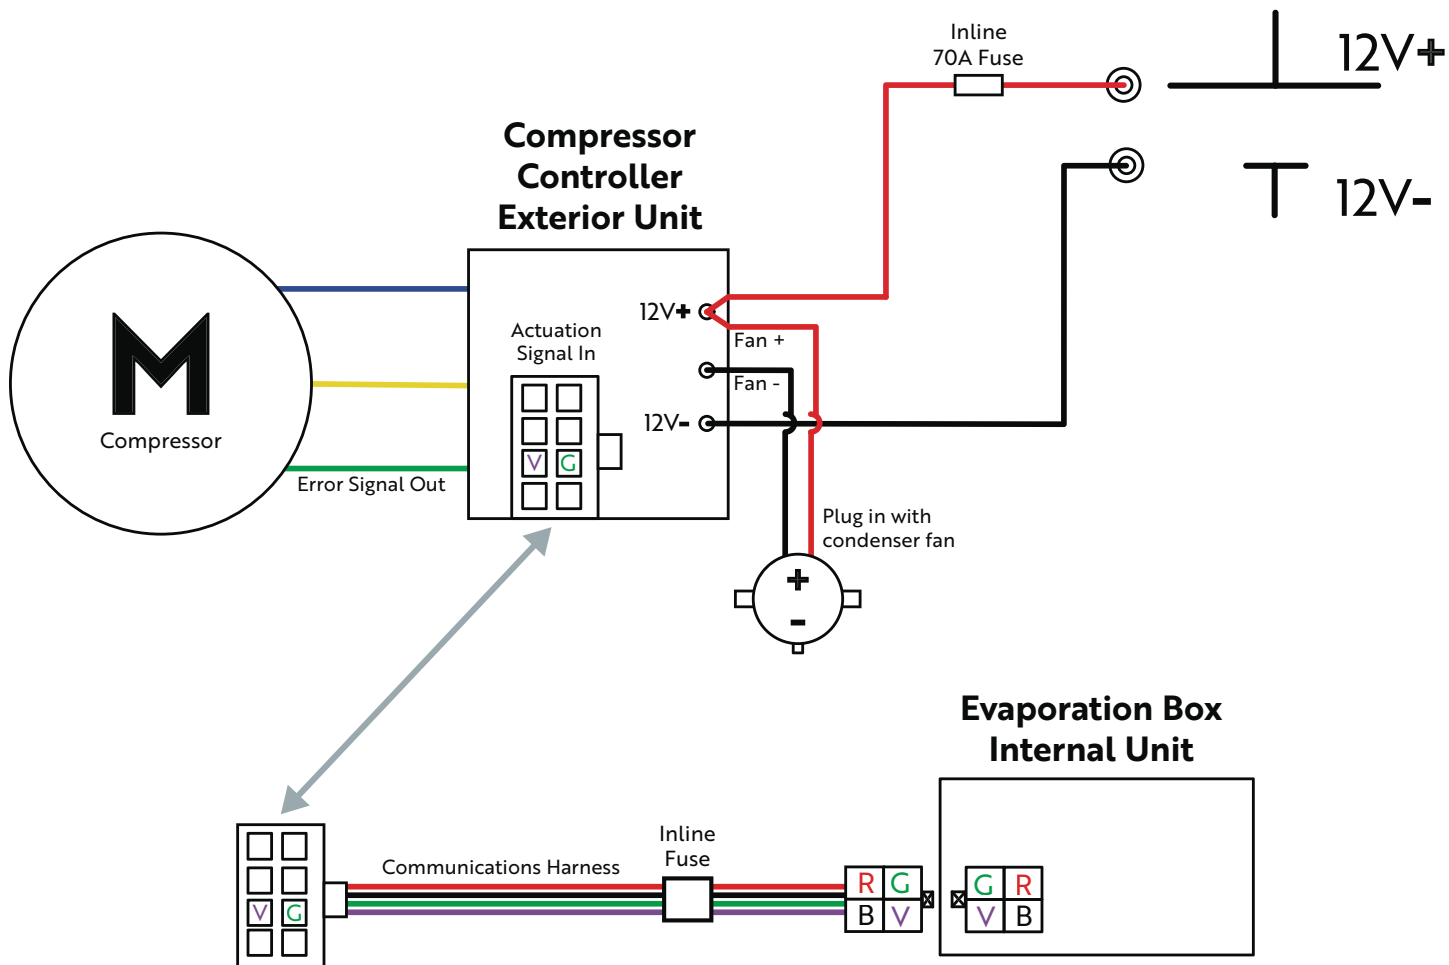 Inline
70A Fuse
12V+
12V-
Compressor
Controller
Exterior Unit
M
Compressor
12V+
Actuation
Signal In
Fan +
Fan -
12V-
V G
Error Signal Out
Plug in with
condenser fan
+
-
Evaporation Box
Internal Unit
Inline
Fuse
Communications Harness
V G
R G
B V
G R
V B